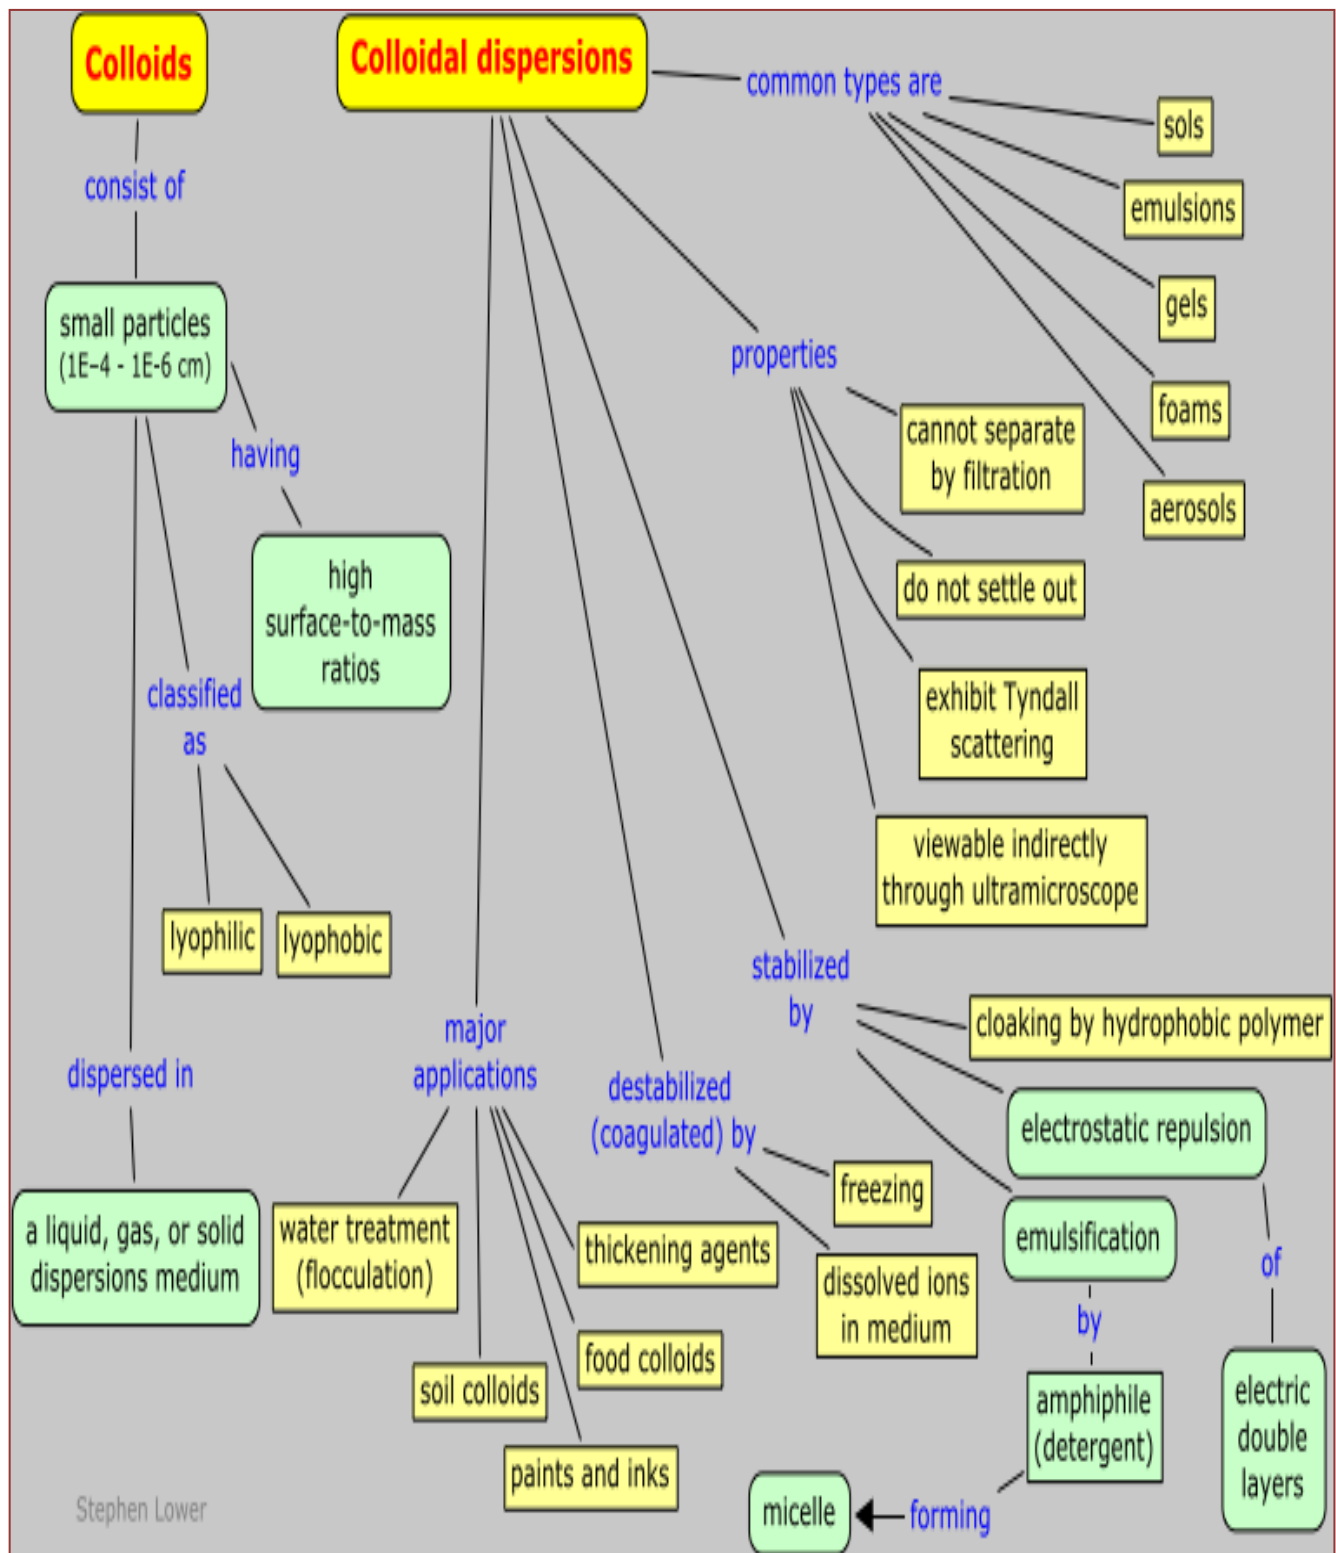 Colloids
consist of
small particles
(1E-4 - 1E-6 cm)
having
high
surface-to-mass
ratios
classified
as
lyophilic
lyophobic
dispersed in
a liquid, gas, or solid
dispersions medium
Colloidal dispersions
common types are
sols
emulsions
gels
foams
aerosols
properties
cannot separate
by filtration
do not settle out
exhibit Tyndall
scattering
viewable indirectly
through ultramicroscope
stabilized
by
cloaking by hydrophobic polymer
electrostatic repulsion
of
electric
double
layers
emulsification
by
amphiphile
(detergent)
forming
micelle
destabilized
(coagulated) by
freezing
dissolved ions
in medium
major
applications
water treatment
(flocculation)
soil colloids
paints and inks
food colloids
thickening agents
Stephen Lower